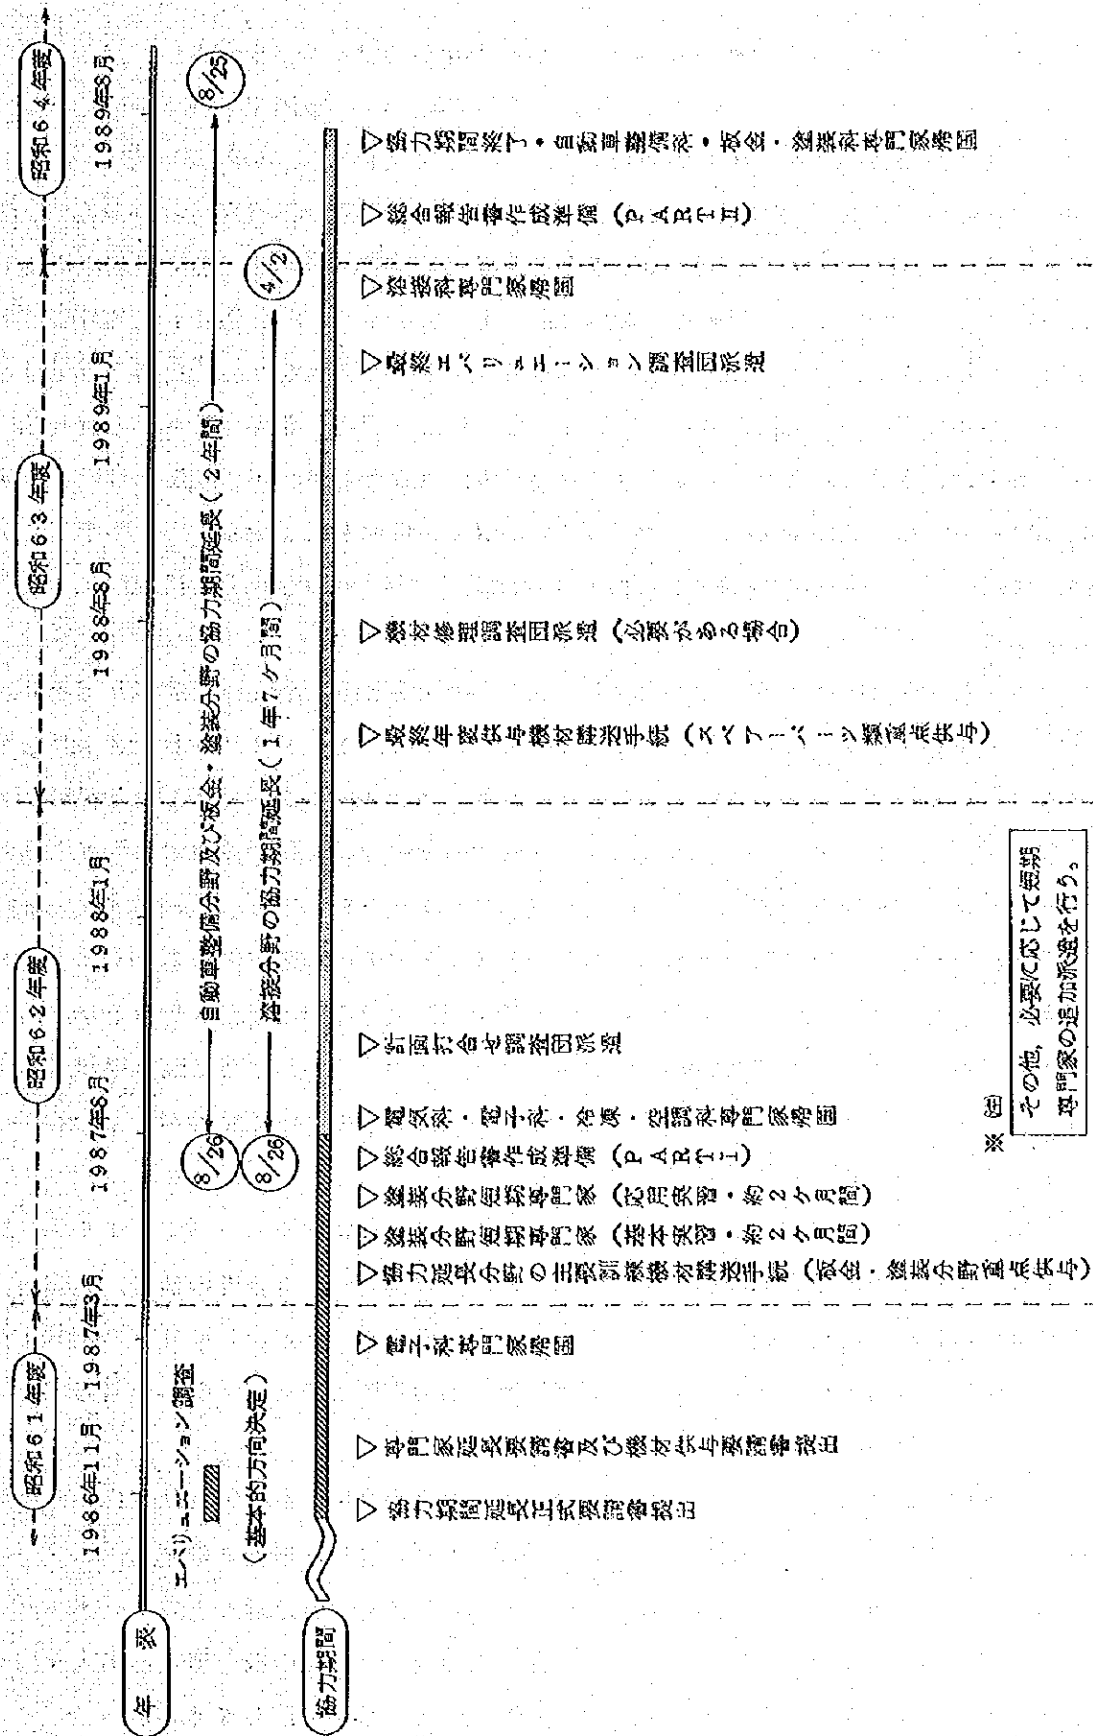 昭和61年度
昭和62年度
昭和63年度
昭和64年度
1986年11月
1987年3月
1987年8月
1988年1月
1988年8月
1989年1月
1989年8月
年表
エバリュエーション調査
(基本的方向決定)
8/26
自動車整備分野及び板金・塗装分野の協力期間延長(2年間)
8/25
8/26
溶接分野の協力期間延長(1年7ヶ月間)
4/2
協力期間
▷協力期間延長正式要請書提出
▷専門家延長要請書及び機材供与要請書提出
▷電子科専門家帰国
▷協力延長分野の主要訓練機材購送手続(板金・塗装分野重点供与)
▷塗装分野短期専門家(基本実習・約2ケ月間)
▷塗装分野短期専門家(応用実習・約2ケ月間)
▷総合報告書作成準備(PARTI)
▷電気科・電子科・冷凍・空調科専門家帰国
▷計画打合せ調査団派遣
▷最終年度供与機材購送手続(スペアーパーツ類重点供与)
▷機材修理調査団派遣(必要がある場合)
▷最終エバリュエーション調査団派遣
▷溶接科専門家帰国
▷総合報告書作成準備(PARTII)
▷協力期間終了・自動車整備科・板金・塗装科専門家帰国
※
その他,必要に応じて短期
専門家の追加派遣を行う。